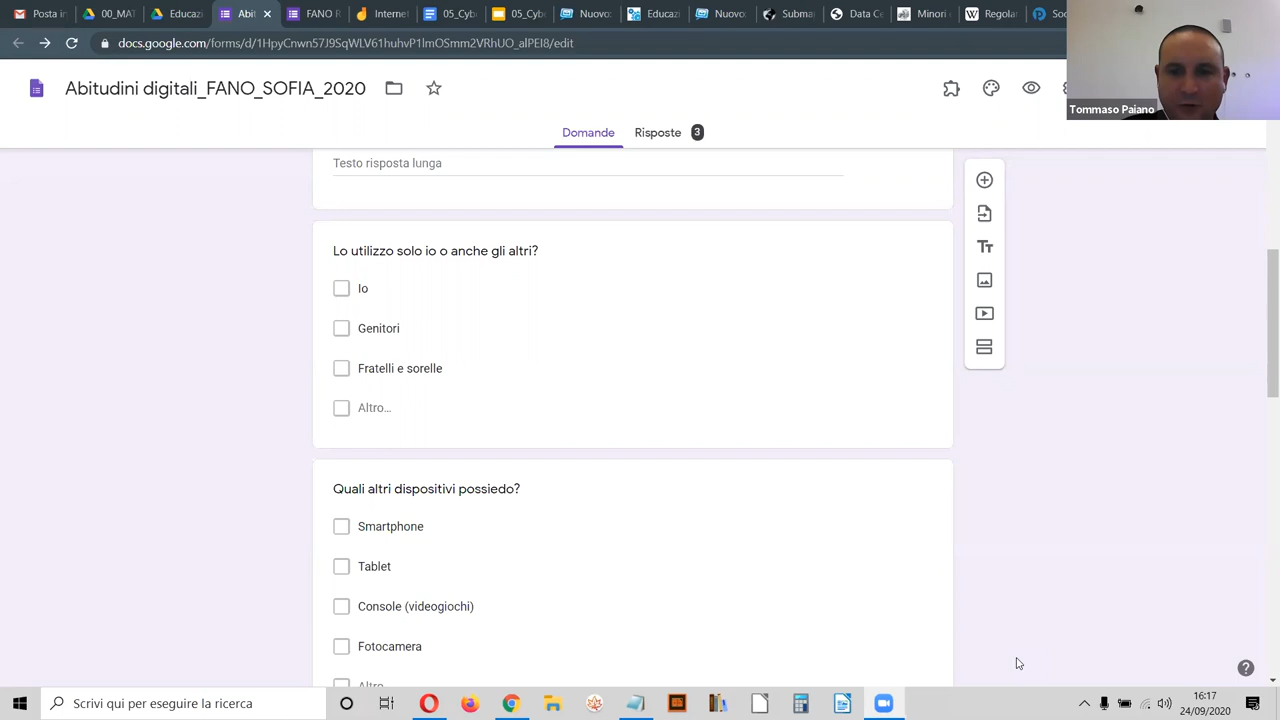 Posta in
00_MAT
Educaz
Abit
FANO R
Internet
05_Cyb
05_Cyb
Nuovo
Educazi
Nuovo
Submar
Data Ce
Minori e
Regolar
Soc
docs.google.com/forms/d/1HpyCnwn57J9SqWLV61huhvP1lmOSmm2VRhUO_alPEI8/edit
Tommaso Paiano
Abitudini digitali_FANO_SOFIA_2020
Domande
Risposte 3
Testo risposta lunga
Lo utilizzo solo io o anche gli altri?
Io
Genitori
Fratelli e sorelle
Altro...
Quali altri dispositivi possiedo?
Smartphone
Tablet
Console (videogiochi)
Fotocamera
Altro
Scrivi qui per eseguire la ricerca
16:17
24/09/2020